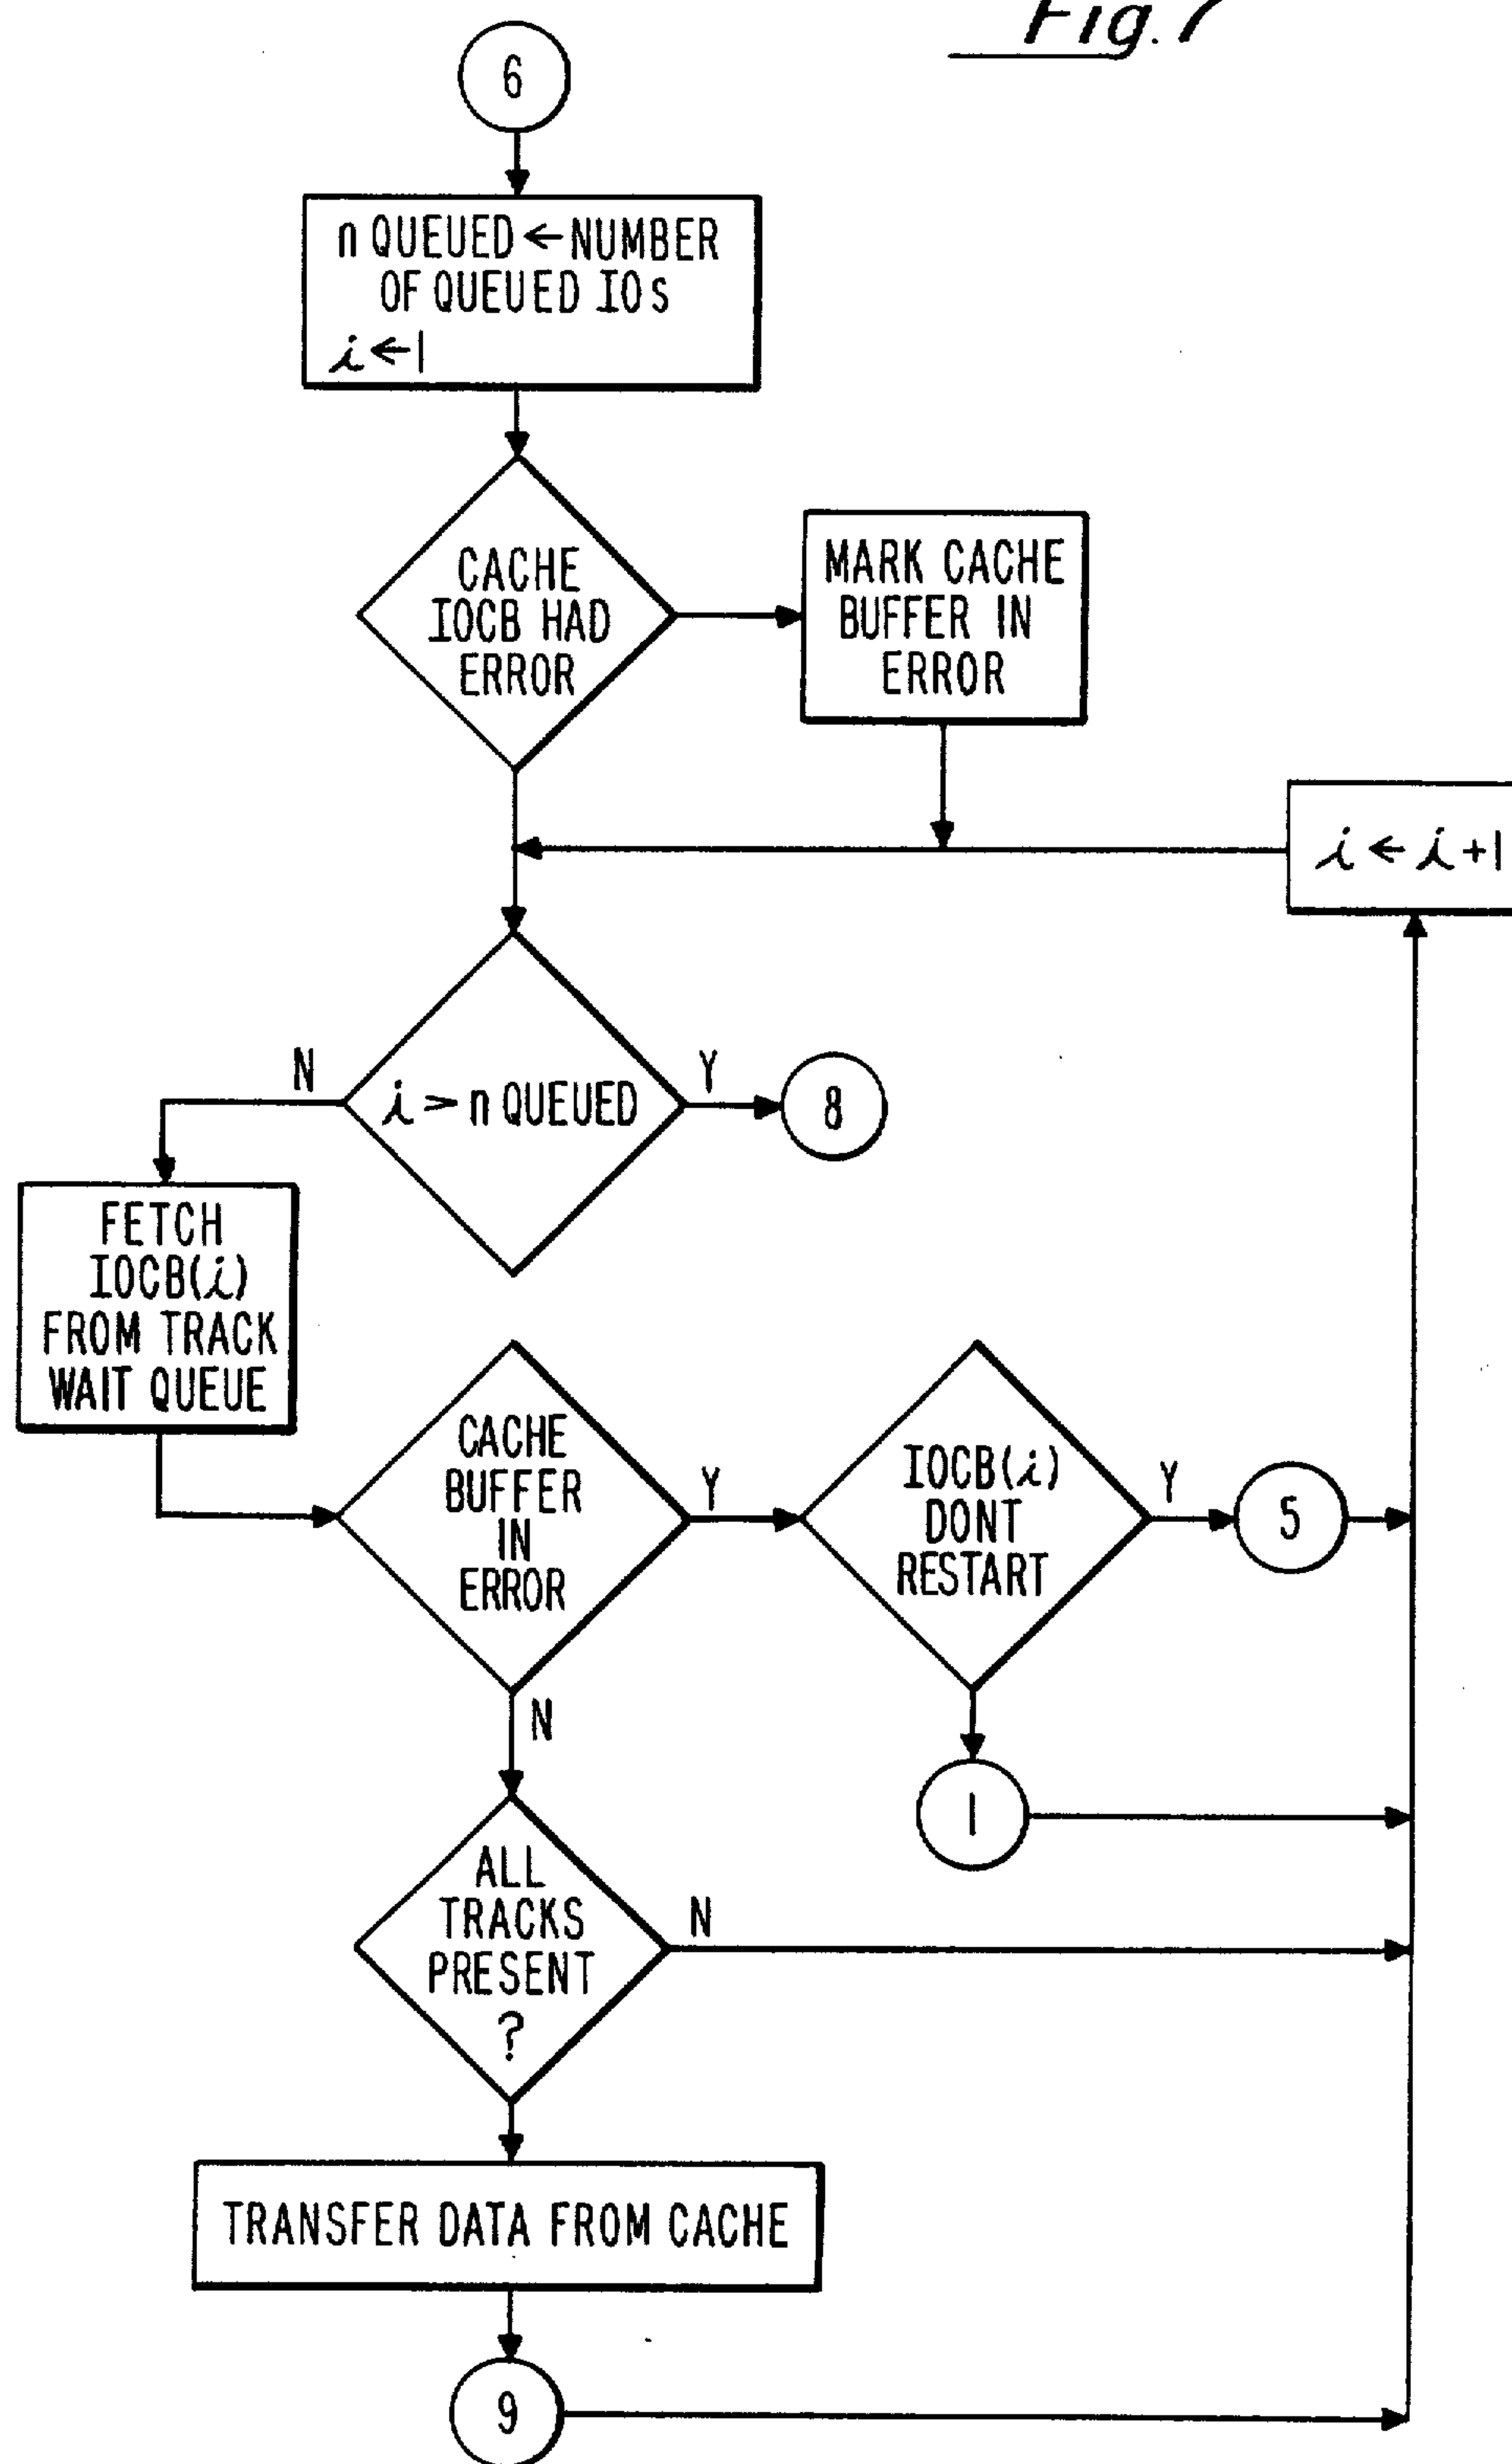 Fig. 7
6
n QUEUED ← NUMBER
OF QUEUED IOs
i ← 1
CACHE
IOCB HAD
ERROR
MARK CACHE
BUFFER IN
ERROR
i ← i +1
N
i > n QUEUED
Y
8
FETCH
IOCB(i)
FROM TRACK
WAIT QUEUE
CACHE
BUFFER
IN
ERROR
Y
IOCB(i)
DONT
RESTART
Y
5
N
1
ALL
TRACKS
PRESENT
?
N
TRANSFER DATA FROM CACHE
9